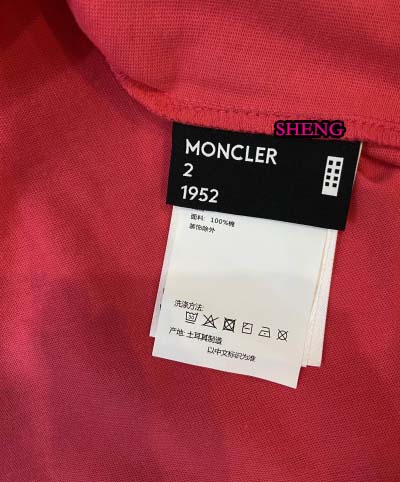 SHENG
MONCLER
2
1952
面料: 100%棉
装饰除外
洗涤方法:
产地: 土耳其制造
以中文标识为准